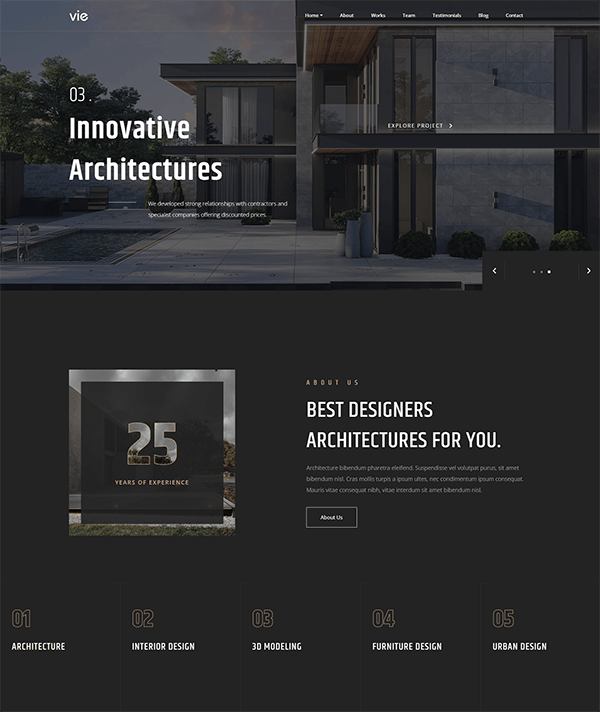 vie
Home About Works Team Testimonials Blog Contact
03 .
Innovative
Architectures
EXPLORE PROJECT
We developed strong relationships with contractors and
specialist companies offering discounted prices.
25
YEARS OF EXPERIENCE
ABOUT US
BEST DESIGNERS
ARCHITECTURES FOR YOU.
Architecture bibendum pharetra eleifend. Suspendisse vel volutpat purus, sit amet
bibendum nisl. Cras mollis turpis a ipsum ultes, nec condimentum ipsum consequat.
Mauris vitae consequat nibh, vitae interdum sit amet bibendum nisl.
About Us
01 02 03 04 05
ARCHITECTURE INTERIOR DESIGN 3D MODELING FURNITURE DESIGN URBAN DESIGN